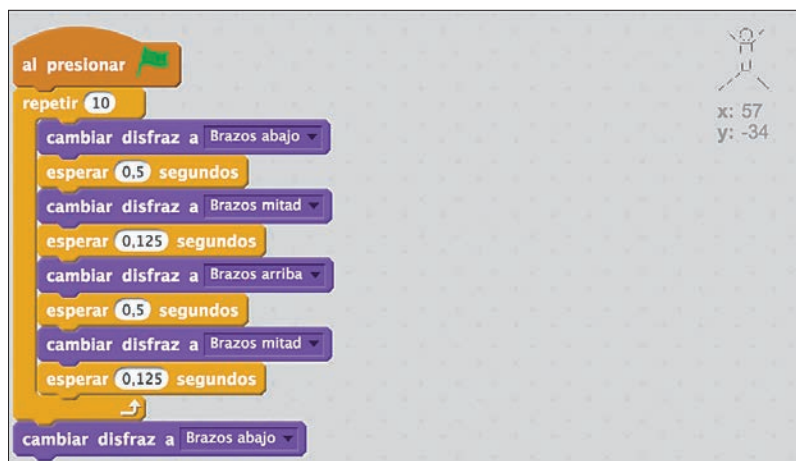 al presionar
repetir 10
cambiar disfraz a Brazos abajo
esperar 0,5 segundos
cambiar disfraz a Brazos mitad
esperar 0,125 segundos
cambiar disfraz a Brazos arriba
esperar 0,5 segundos
cambiar disfraz a Brazos mitad
esperar 0,125 segundos
cambiar disfraz a Brazos abajo
x: 57
y: -34